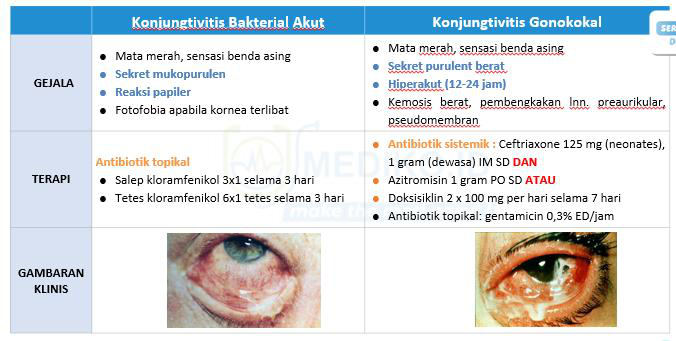 Konjungtivitis Bakterial Akut
Konjungtivitis Gonokokal
GEJALA
Mata merah, sensasi benda asing
Sekret mukopurulen
Reaksi papiler
Fotofobia apabila kornea terlibat
Mata merah, sensasi benda asing
Sekret purulent berat
Hiperakut (12-24 jam)
Kemosis berat, pembengkakan lnn. preaurikular,
pseudomembran
TERAPI
Antibiotik topikal
Salep kloramfenikol 3x1 selama 3 hari
Tetes kloramfenikol 6x1 tetes selama 3 hari
Antibiotik sistemik : Ceftriaxone 125 mg (neonates),
1 gram (dewasa) IM SD DAN
Azitromisin 1 gram PO SD ATAU
Doksisiklin 2 x 100 mg per hari selama 7 hari
Antibiotik topikal: gentamicin 0,3% ED/jam
GAMBARAN
KLINIS